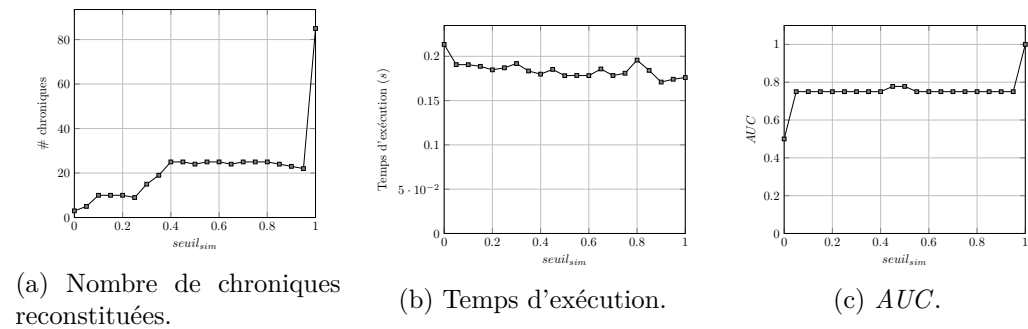 80
60
40
20
0
# chroniques
0 0.2 0.4 0.6 0.8 1
seuil_sim
(a) Nombre de chroniques
reconstituées.
0.2
0.15
0.1
5 · 10⁻²
0
Temps d'exécution (s)
0 0.2 0.4 0.6 0.8 1
seuil_sim
(b) Temps d'exécution.
1
0.8
0.6
0.4
0.2
0
AUC
0 0.2 0.4 0.6 0.8 1
seuil_sim
(c) AUC.